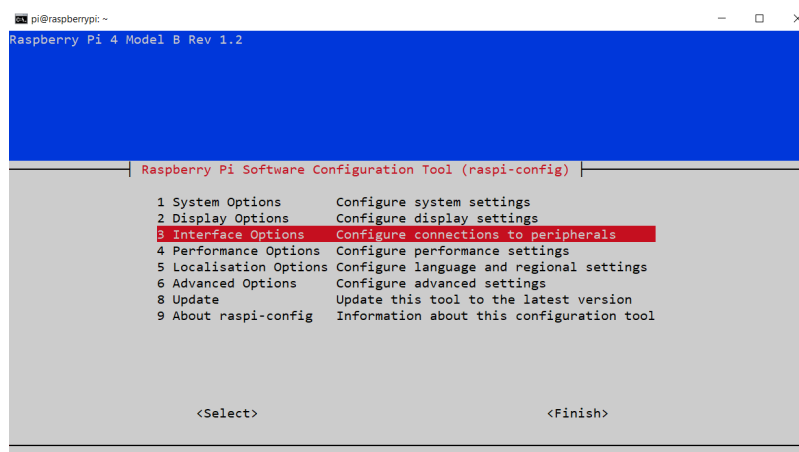 pi@raspberrypi: ~
Raspberry Pi 4 Model B Rev 1.2
Raspberry Pi Software Configuration Tool (raspi-config)
1 System Options Configure system settings
2 Display Options Configure display settings
3 Interface Options Configure connections to peripherals
4 Performance Options Configure performance settings
5 Localisation Options Configure language and regional settings
6 Advanced Options Configure advanced settings
8 Update Update this tool to the latest version
9 About raspi-config Information about this configuration tool
<Select> <Finish>